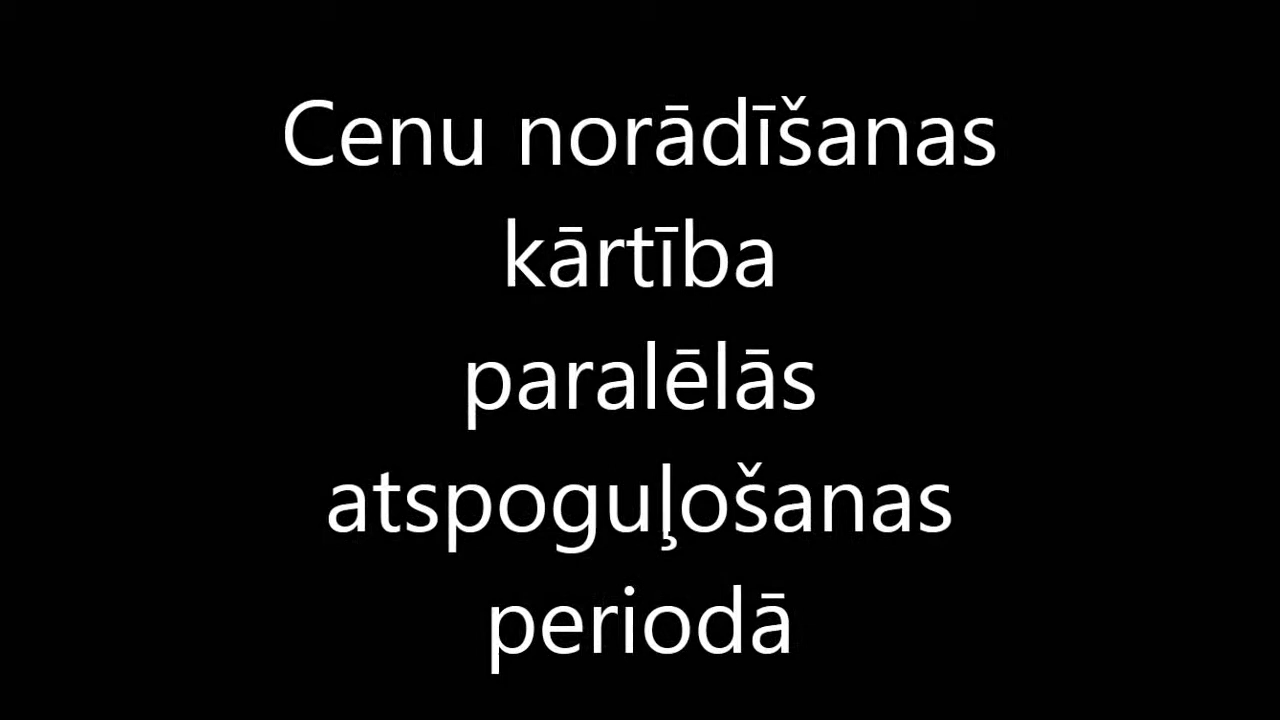 Cenu norādīšanas
kārtība
paralēlās
atspoguļošanas
periodā